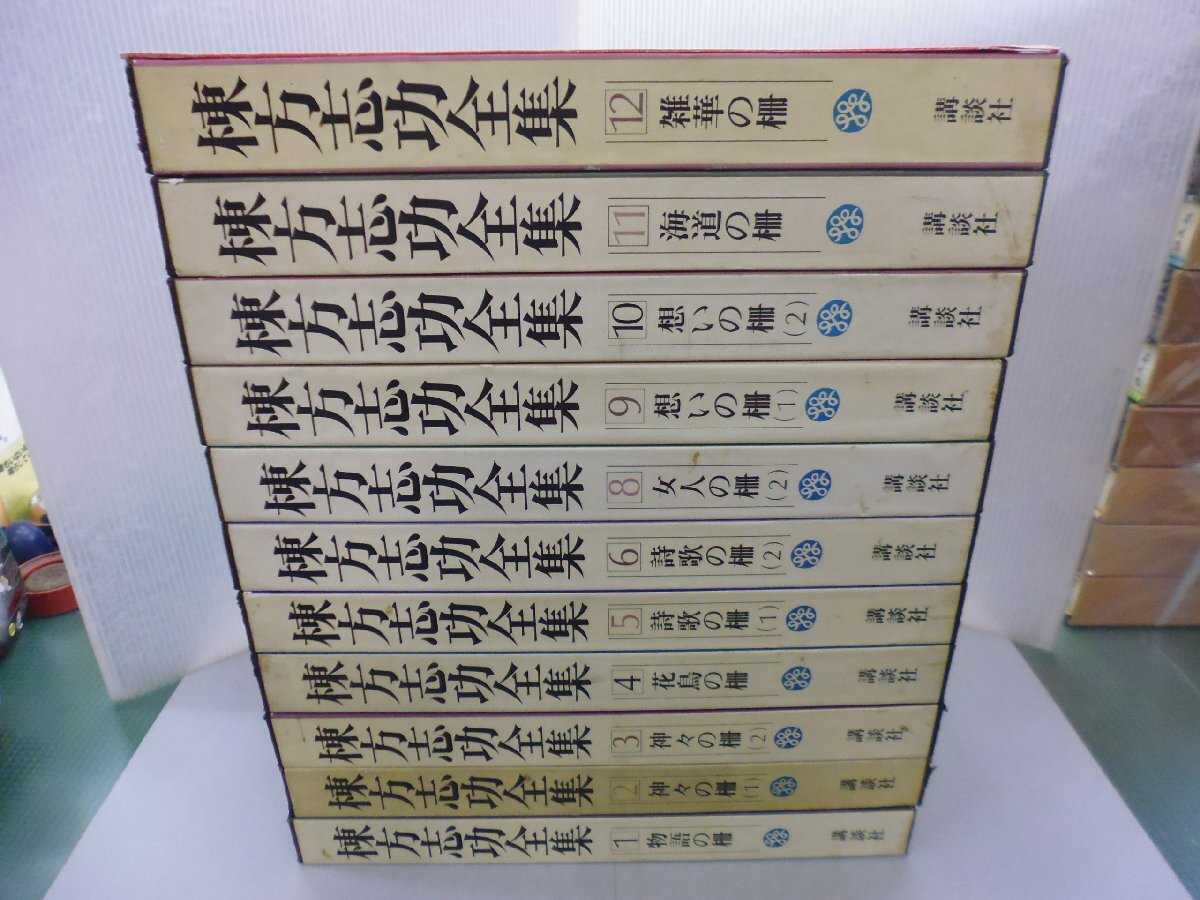 棟方志功全集 12 雑華の柵 講談社
棟方志功全集 11 海道の柵 講談社
棟方志功全集 10 想いの柵(2) 講談社
棟方志功全集 9 想いの柵(1) 講談社
棟方志功全集 8 女人の柵(2) 講談社
棟方志功全集 6 詩歌の柵(2) 講談社
棟方志功全集 5 詩歌の柵(1) 講談社
棟方志功全集 4 花鳥の柵 講談社
棟方志功全集 3 神々の柵(2) 講談社
棟方志功全集 2 神々の柵(1) 講談社
棟方志功全集 1 物語の柵 講談社